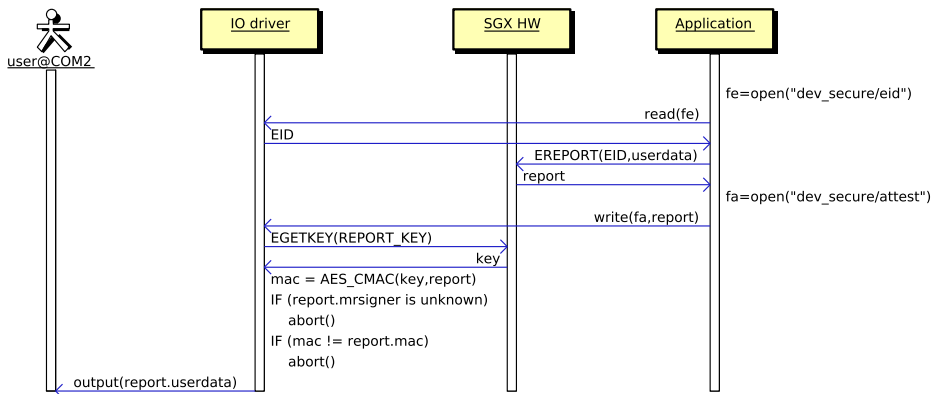 IO driver
SGX HW
Application
user@COM2
fe=open("dev_secure/eid")
read(fe)
EID
EREPORT(EID,userdata)
report
fa=open("dev_secure/attest")
write(fa,report)
EGETKEY(REPORT_KEY)
key
mac = AES_CMAC(key,report)
IF (report.mrsigner is unknown)
abort()
IF (mac != report.mac)
abort()
output(report.userdata)